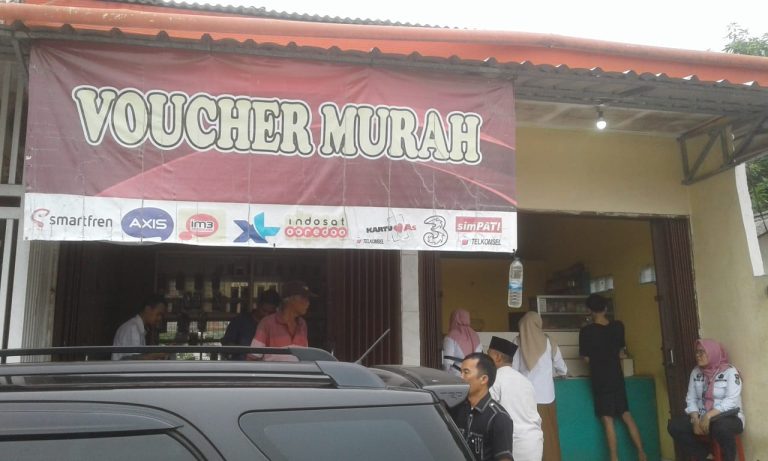 VOUCHER MURAH
smartfren AXIS im3 XL indosat ooredoo KARTU As TELKOMSEL 3 simPATI TELKOMSEL